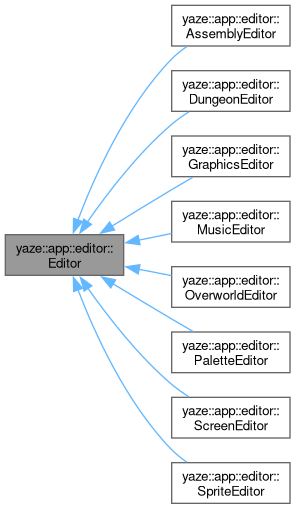 yaze::app::editor::
AssemblyEditor
yaze::app::editor::
DungeonEditor
yaze::app::editor::
GraphicsEditor
yaze::app::editor::
MusicEditor
yaze::app::editor::
Editor
yaze::app::editor::
OverworldEditor
yaze::app::editor::
PaletteEditor
yaze::app::editor::
ScreenEditor
yaze::app::editor::
SpriteEditor